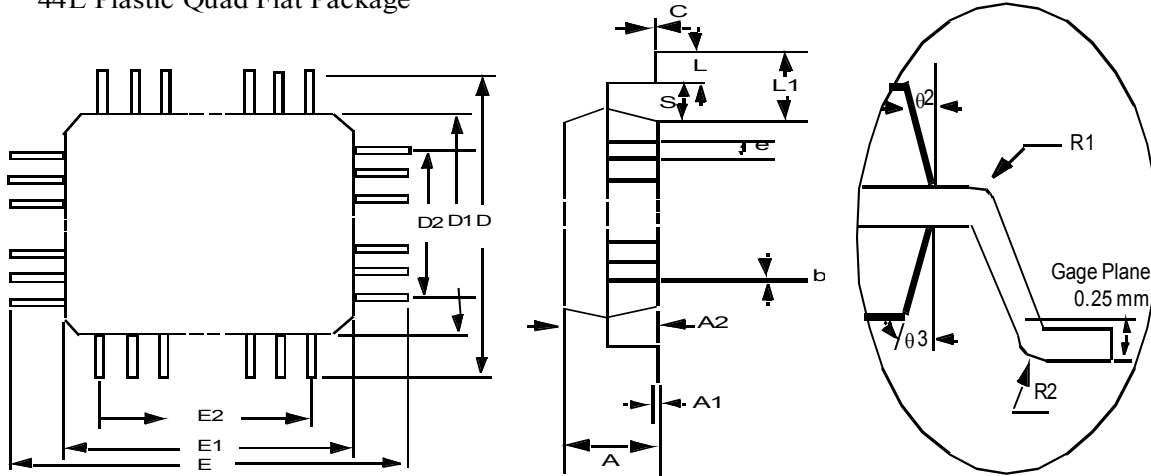 44L Plastic Quad Flat Package
C
L
L1
S
e
b
A2
A1
A
D2 D1 D
E2
E1
E
θ2
R1
Gage Plane
0.25 mm
θ3
R2